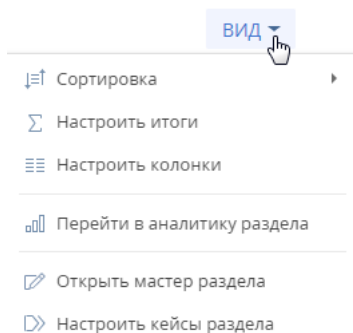 ВИД
Сортировка
Настроить итоги
Настроить колонки
Перейти в аналитику раздела
Открыть мастер раздела
Настроить кейсы раздела